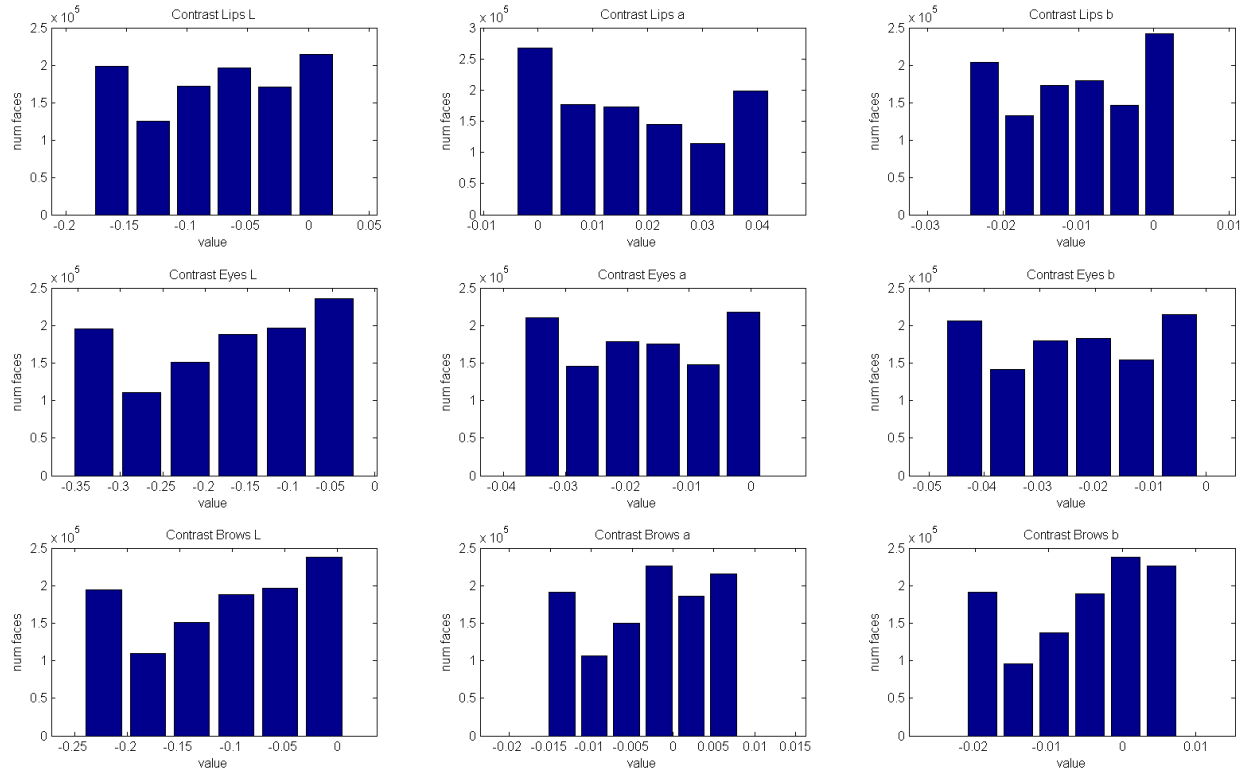 Contrast Lips L
x 10^5
2.5
2
1.5
1
0.5
0
num faces
-0.2 -0.15 -0.1 -0.05 0 0.05
value
Contrast Lips a
x 10^5
3
2.5
2
1.5
1
0.5
0
num faces
-0.01 0 0.01 0.02 0.03 0.04
value
Contrast Lips b
x 10^5
2.5
2
1.5
1
0.5
0
num faces
-0.03 -0.02 -0.01 0 0.01
value
Contrast Eyes L
x 10^5
2.5
2
1.5
1
0.5
0
num faces
-0.35 -0.3 -0.25 -0.2 -0.15 -0.1 -0.05 0
value
Contrast Eyes a
x 10^5
2.5
2
1.5
1
0.5
0
num faces
-0.04 -0.03 -0.02 -0.01 0
value
Contrast Eyes b
x 10^5
2.5
2
1.5
1
0.5
0
num faces
-0.05 -0.04 -0.03 -0.02 -0.01 0
value
Contrast Brows L
x 10^5
2.5
2
1.5
1
0.5
0
num faces
-0.25 -0.2 -0.15 -0.1 -0.05 0
value
Contrast Brows a
x 10^5
2.5
2
1.5
1
0.5
0
num faces
-0.02 -0.015 -0.01 -0.005 0 0.005 0.01 0.015
value
Contrast Brows b
x 10^5
2.5
2
1.5
1
0.5
0
num faces
-0.02 -0.01 0 0.01
value